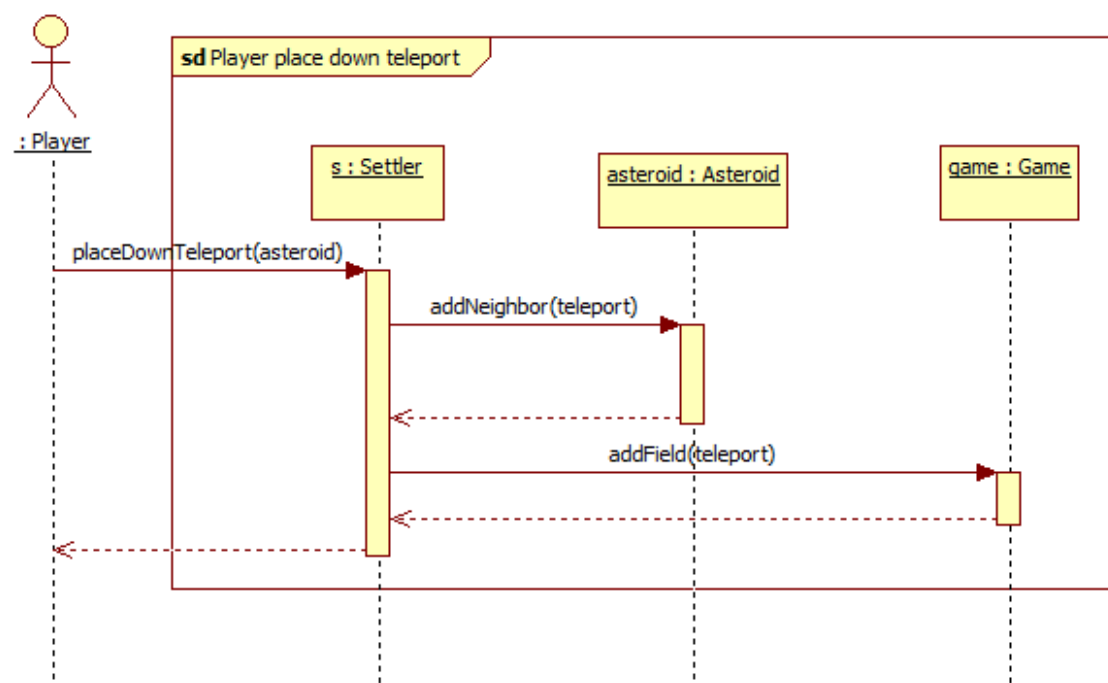 sd Player place down teleport
: Player
s : Settler
asteroid : Asteroid
game : Game
placeDownTeleport(asteroid)
addNeighbor(teleport)
addField(teleport)